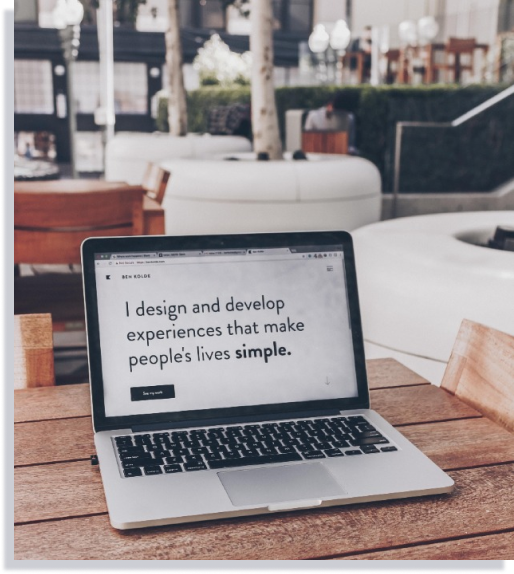 BEN KOLDE
I design and develop
experiences that make
people's lives simple.
See my work